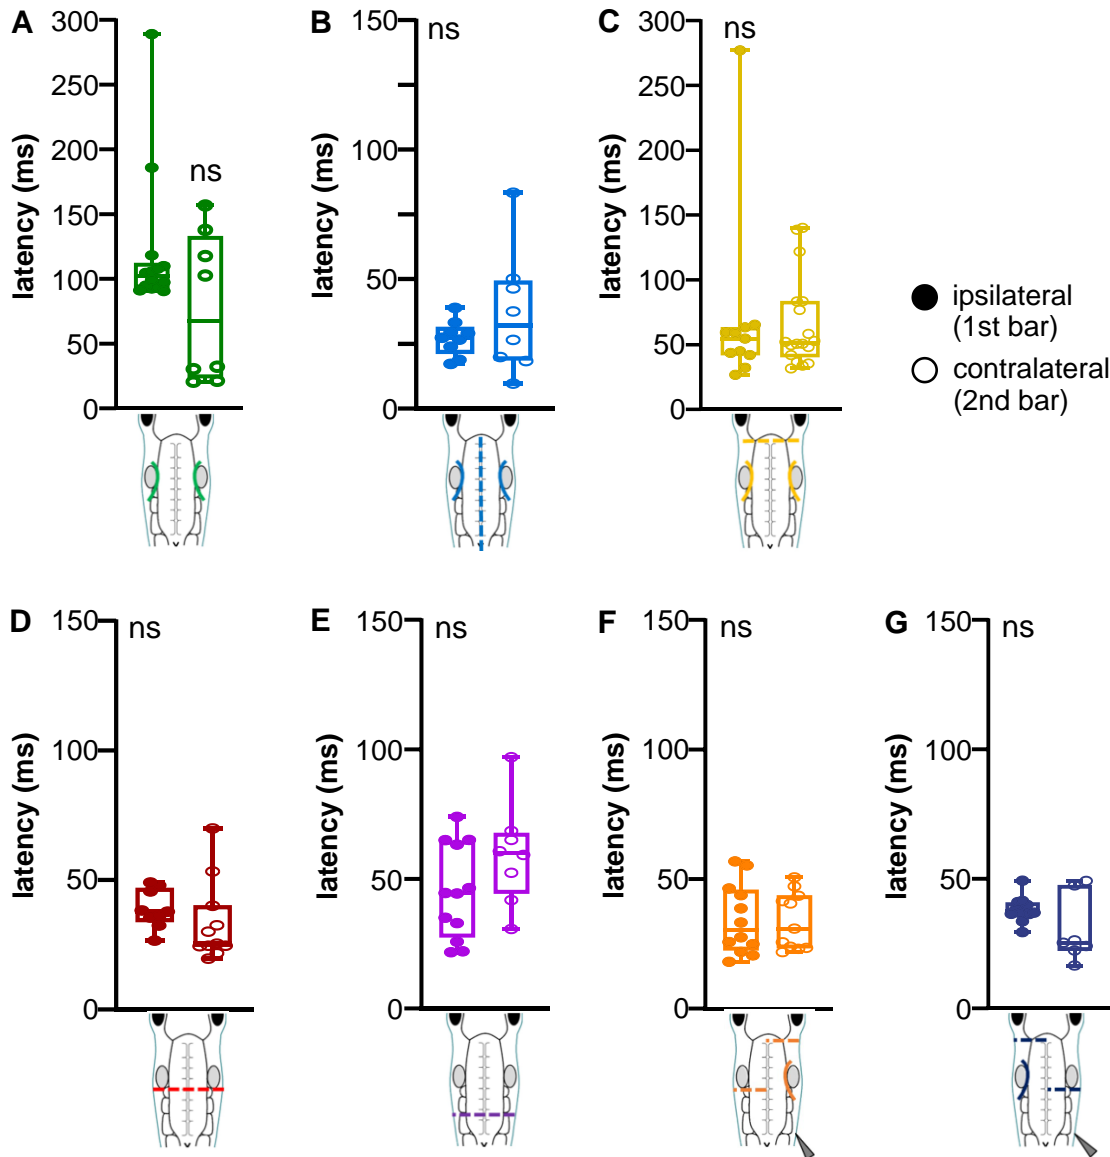 A
latency (ms)
300
250
200
150
100
50
0
ns
B
latency (ms)
150
100
50
0
ns
C
latency (ms)
300
250
200
150
100
50
0
ns
ipsilateral
(1st bar)
contralateral
(2nd bar)
D
latency (ms)
150
100
50
0
ns
E
latency (ms)
150
100
50
0
ns
F
latency (ms)
150
100
50
0
ns
G
latency (ms)
150
100
50
0
ns